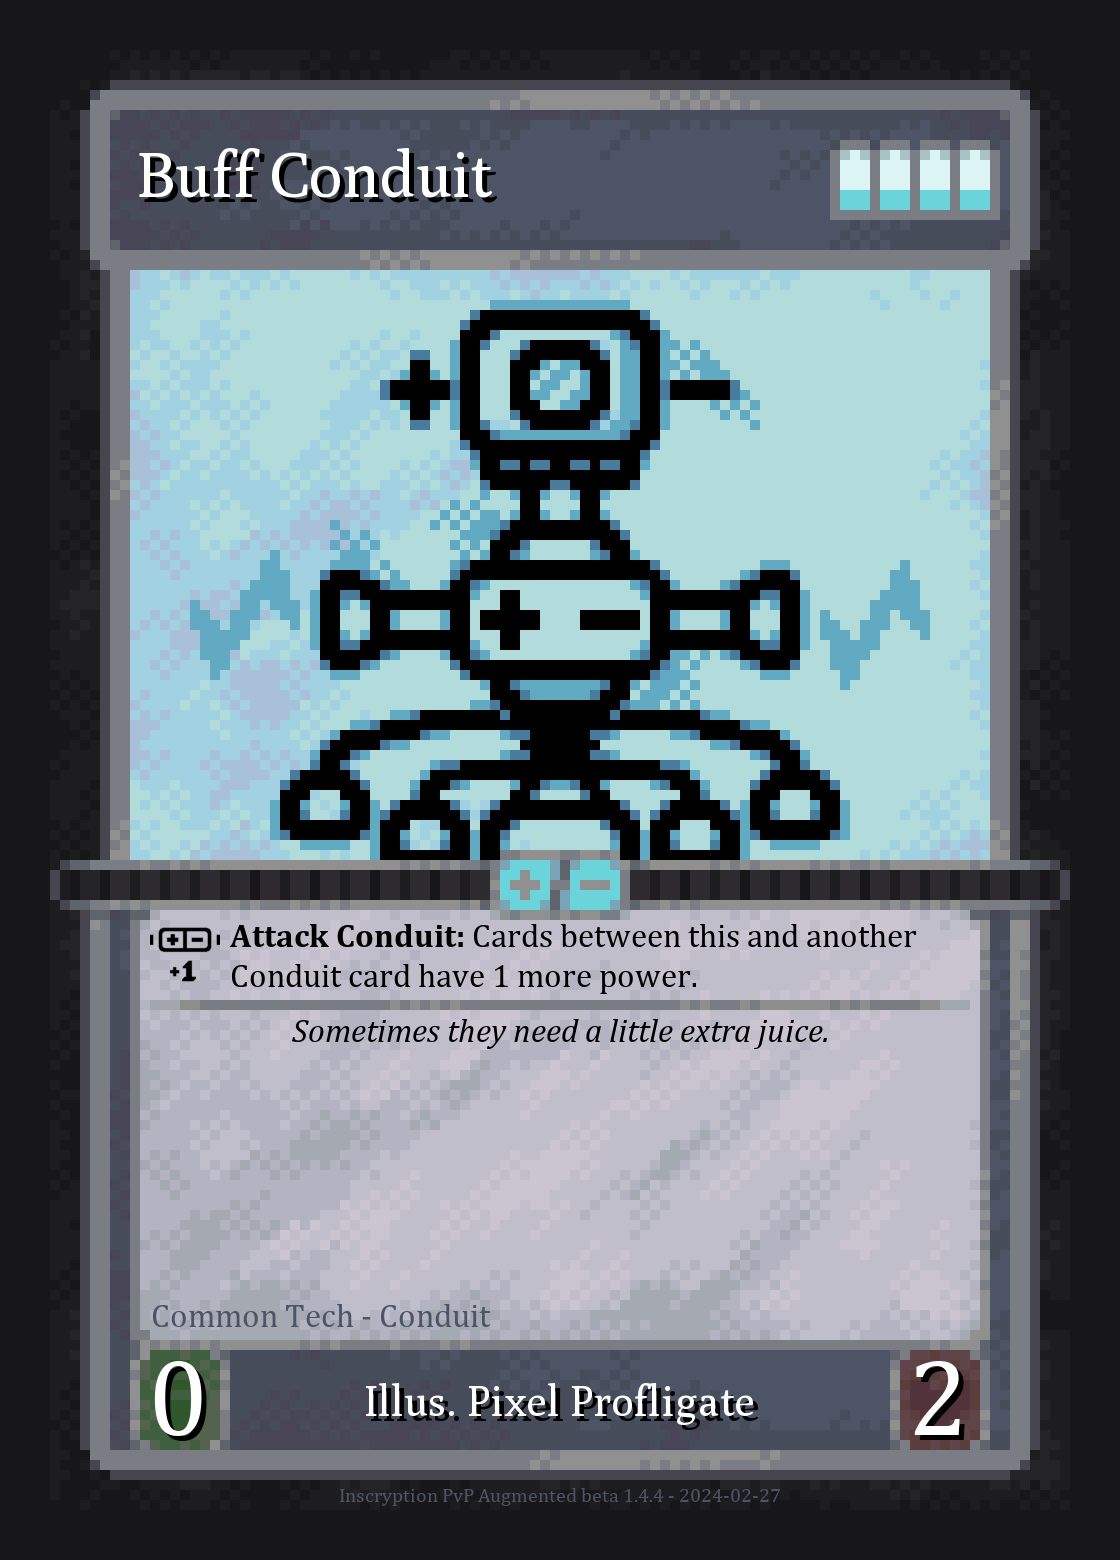 Buff Conduit
Attack Conduit: Cards between this and another
Conduit card have 1 more power.
+1
Sometimes they need a little extra juice.
Common Tech - Conduit
0
Illus. Pixel Profligate
2
Inscryption PvP Augmented beta 1.4.4 - 2024-02-27